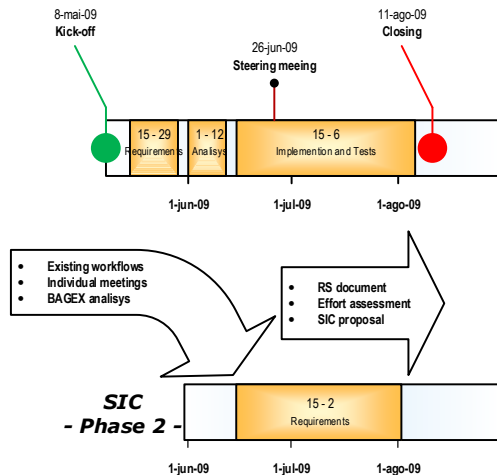 8-mai-09
Kick-off
11-ago-09
Closing
26-jun-09
Steering meeing
15 - 29
Requirements
1 - 12
Analisys
15 - 6
Implemention and Tests
1-jun-09
1-jul-09
1-ago-09
• Existing workflows
• Individual meetings
• BAGEX analisys
• RS document
• Effort assessment
• SIC proposal
SIC
- Phase 2 -
15 - 2
Requirements
1-jun-09
1-jul-09
1-ago-09